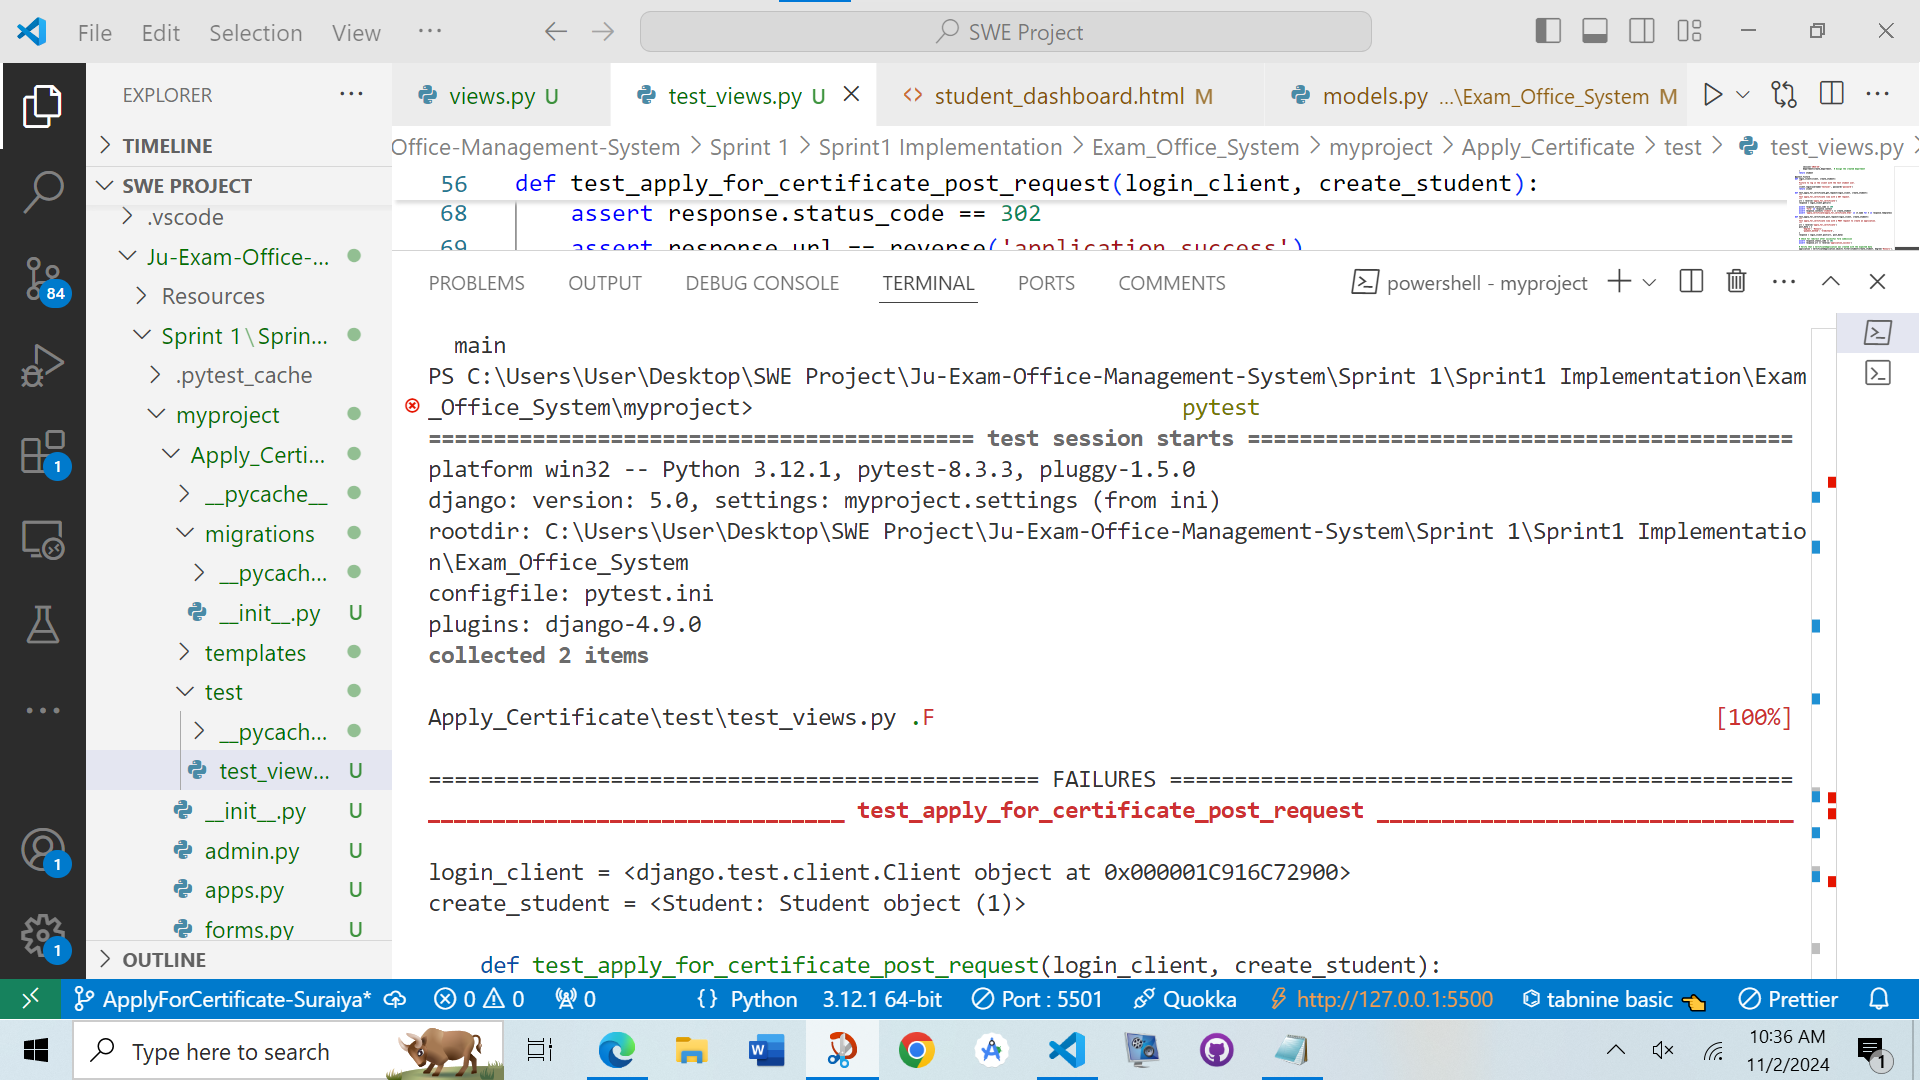 File Edit Selection View ···
SWE Project
EXPLORER ···
TIMELINE
SWE PROJECT
.vscode
Ju-Exam-Office-...
Resources
Sprint 1\Sprin...
.pytest_cache
myproject
Apply_Certi...
__pycache__
migrations
__pycach...
__init__.py U
templates
test
__pycach...
test_view... U
__init__.py U
admin.py U
apps.py U
forms.py U
OUTLINE
84
1
1
1
views.py U
test_views.py U
student_dashboard.html M
models.py ...\Exam_Office_System M
Office-Management-System > Sprint 1 > Sprint1 Implementation > Exam_Office_System > myproject > Apply_Certificate > test > test_views.py >
56 def test_apply_for_certificate_post_request(login_client, create_student):
68 assert response.status_code == 302
69 assert response.url == reverse('application_success')
PROBLEMS OUTPUT DEBUG CONSOLE TERMINAL PORTS COMMENTS
powershell - myproject
main
PS C:\Users\User\Desktop\SWE Project\Ju-Exam-Office-Management-System\Sprint 1\Sprint1 Implementation\Exam
_Office_System\myproject> pytest
========================================== test session starts ==========================================
platform win32 -- Python 3.12.1, pytest-8.3.3, pluggy-1.5.0
django: version: 5.0, settings: myproject.settings (from ini)
rootdir: C:\Users\User\Desktop\SWE Project\Ju-Exam-Office-Management-System\Sprint 1\Sprint1 Implementatio
n\Exam_Office_System
configfile: pytest.ini
plugins: django-4.9.0
collected 2 items
Apply_Certificate\test\test_views.py .F [100%]
=============================================== FAILURES ================================================
________________________________ test_apply_for_certificate_post_request ________________________________
login_client = <django.test.client.Client object at 0x000001C916C72900>
create_student = <Student: Student object (1)>
def test_apply_for_certificate_post_request(login_client, create_student):
ApplyForCertificate-Suraiya* 0 0 0 {} Python 3.12.1 64-bit Port : 5501 Quokka http://127.0.0.1:5500 tabnine basic Prettier
Type here to search
10:36 AM
11/2/2024
1